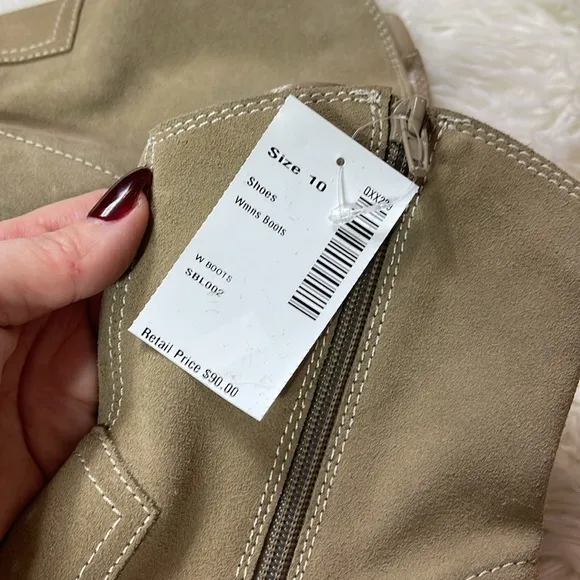 Size 10
Shoes
Wmns Boots
W BOOTS
SBL002
Retail Price $90.00